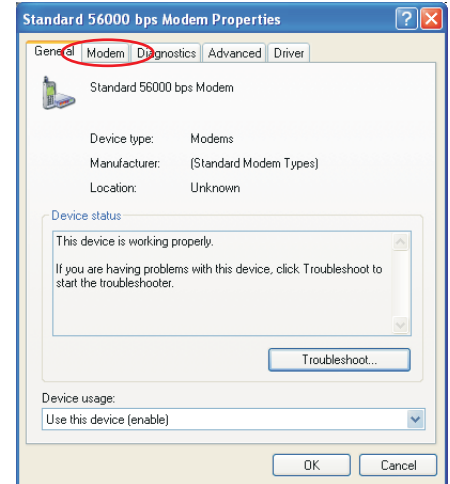 Standard 56000 bps Modem Properties
General Modem Diagnostics Advanced Driver
Standard 56000 bps Modem
Device type: Modems
Manufacturer: (Standard Modem Types)
Location: Unknown
Device status
This device is working properly.
If you are having problems with this device, click Troubleshoot to
start the troubleshooter.
Troubleshoot...
Device usage:
Use this device (enable)
OK Cancel